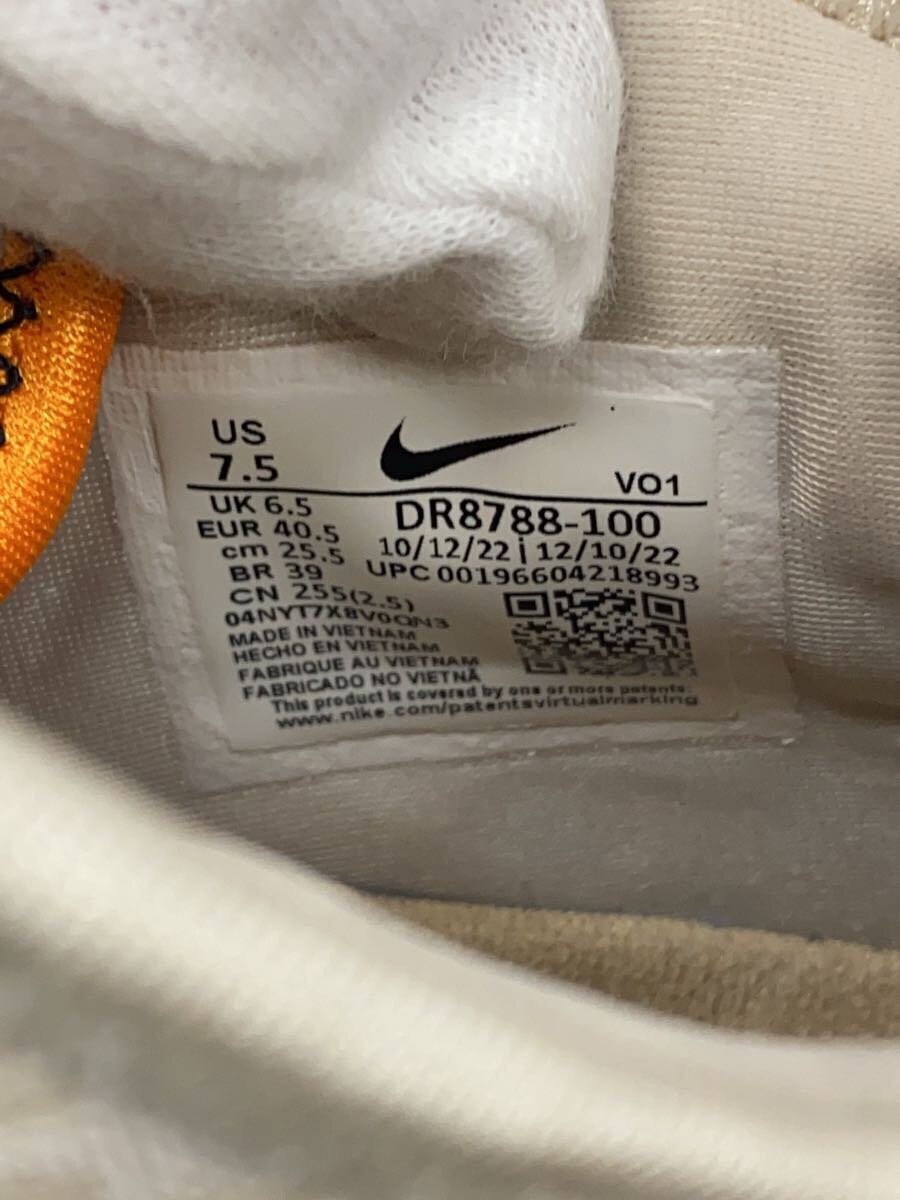 US
7.5
VO1
UK 6.5
EUR 40.5
cm 25.5
BR 39
CN 255(2.5)
DR8788-100
10/12/22 | 12/10/22
UPC 00196604218993
04NYT7X8V0QN3
MADE IN VIETNAM
HECHO EN VIETNAM
FABRIQUE AU VIETNAM
FABRICADO NO VIETNÃ
This product is covered by one or more patents:
www.nike.com/patentsvirtualmarking